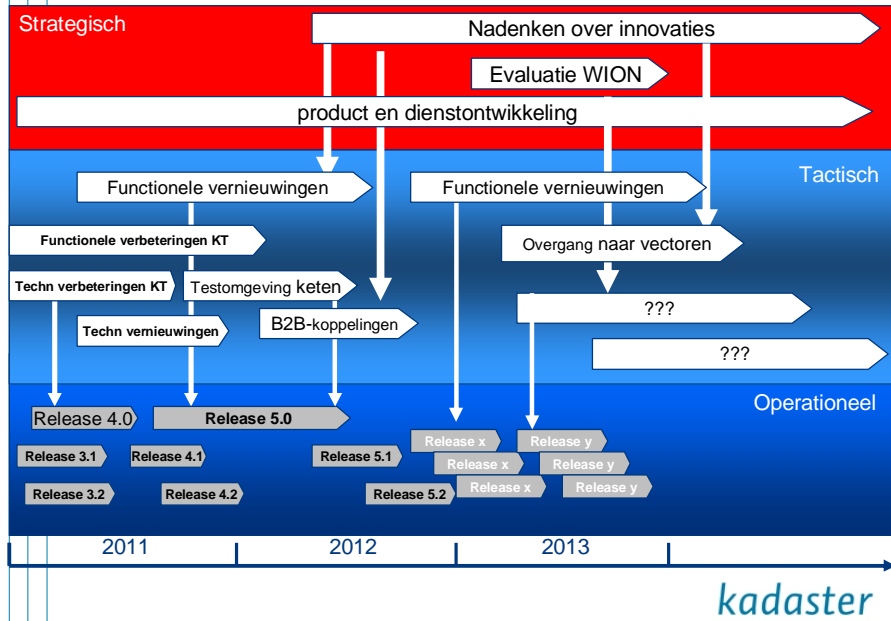 Strategisch
Nadenken over innovaties
Evaluatie WION
product en dienstontwikkeling
Tactisch
Functionele vernieuwingen
Functionele vernieuwingen
Functionele verbeteringen KT
Overgang naar vectoren
Techn verbeteringen KT
Testomgeving keten
???
B2B-koppelingen
Techn vernieuwingen
???
Operationeel
Release 4.0
Release 5.0
Release x
Release y
Release 3.1
Release 4.1
Release 5.1
Release x
Release y
Release 3.2
Release 4.2
Release 5.2
Release x
Release y
2011
2012
2013
kadaster